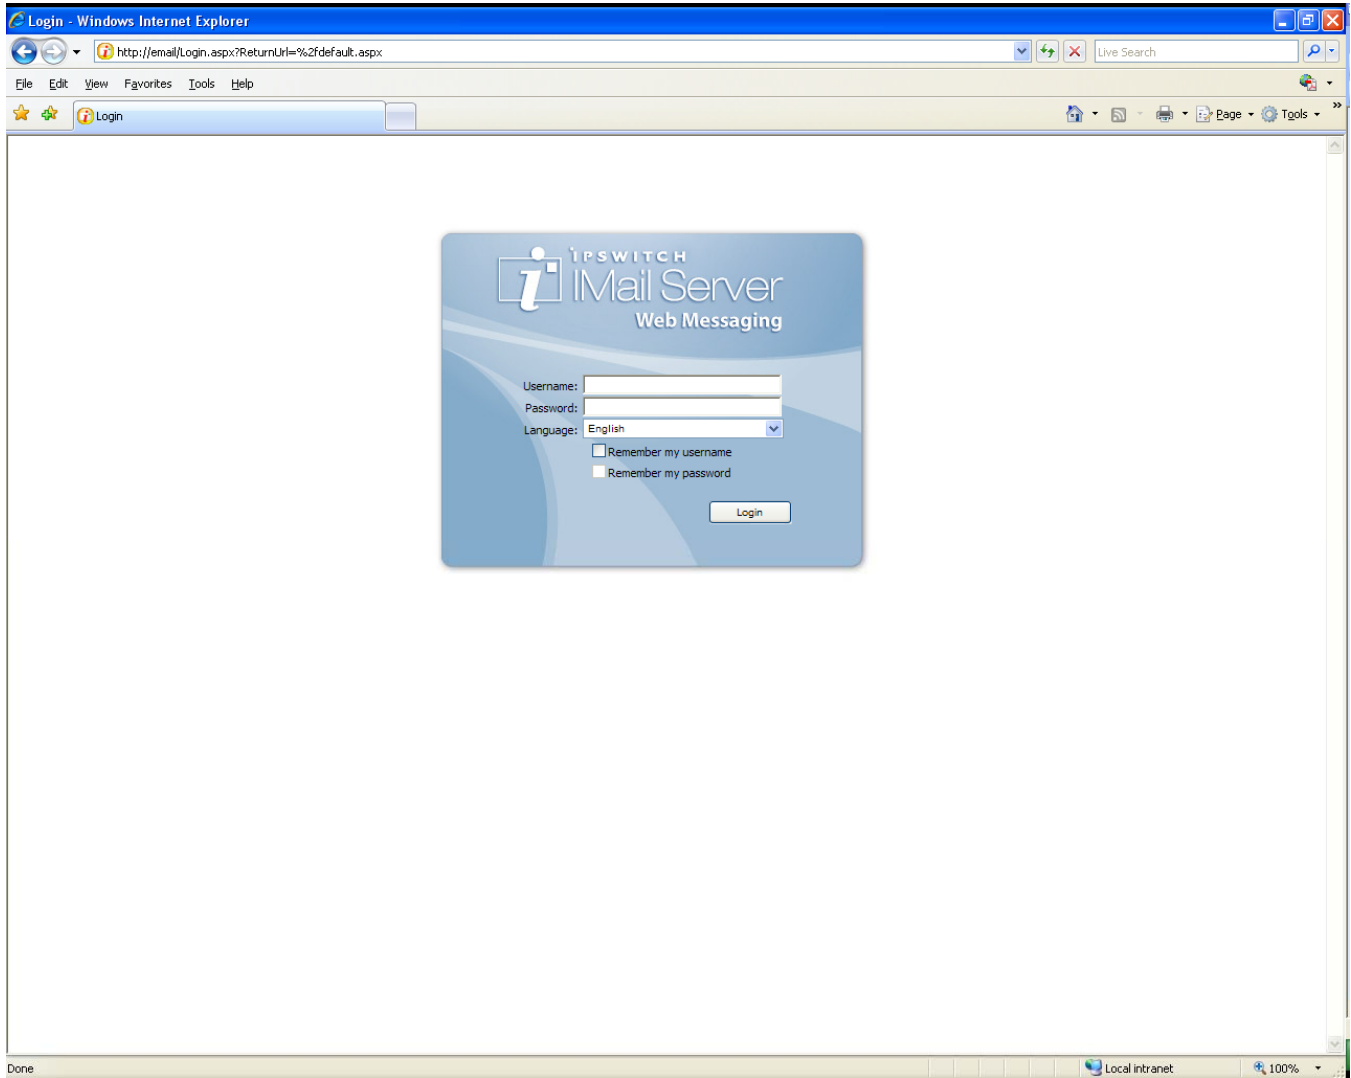 Login - Windows Internet Explorer
http://email/Login.aspx?ReturnUrl=%2fdefault.aspx
Live Search
File Edit View Favorites Tools Help
Login
Page Tools
IPSWITCH
IMail Server
Web Messaging
Username:
Password:
Language: English
Remember my username
Remember my password
Login
Done
Local intranet
100%